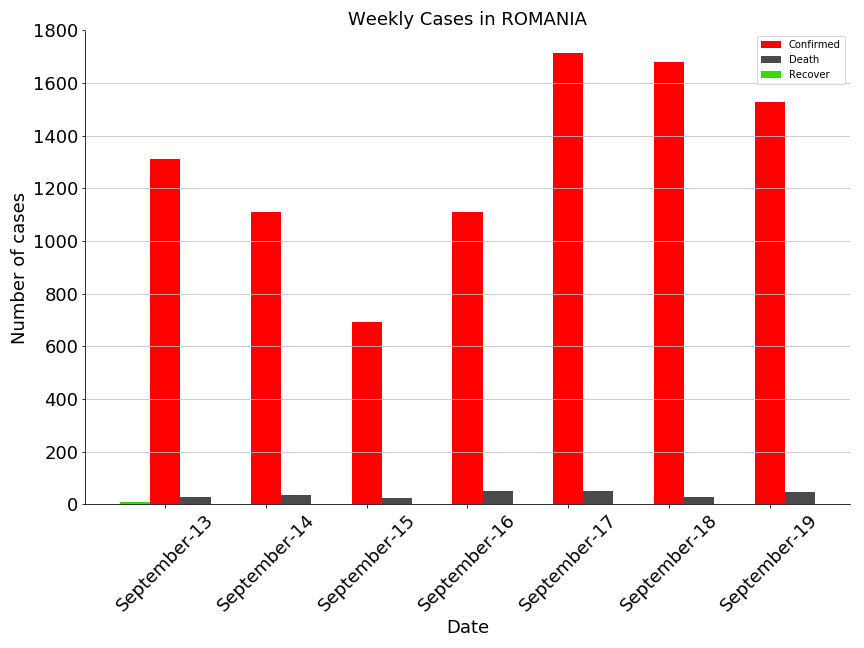 Weekly Cases in ROMANIA
Confirmed
Death
Recover
Number of cases
1800
1600
1400
1200
1000
800
600
400
200
0
September-13
September-14
September-15
September-16
September-17
September-18
September-19
Date